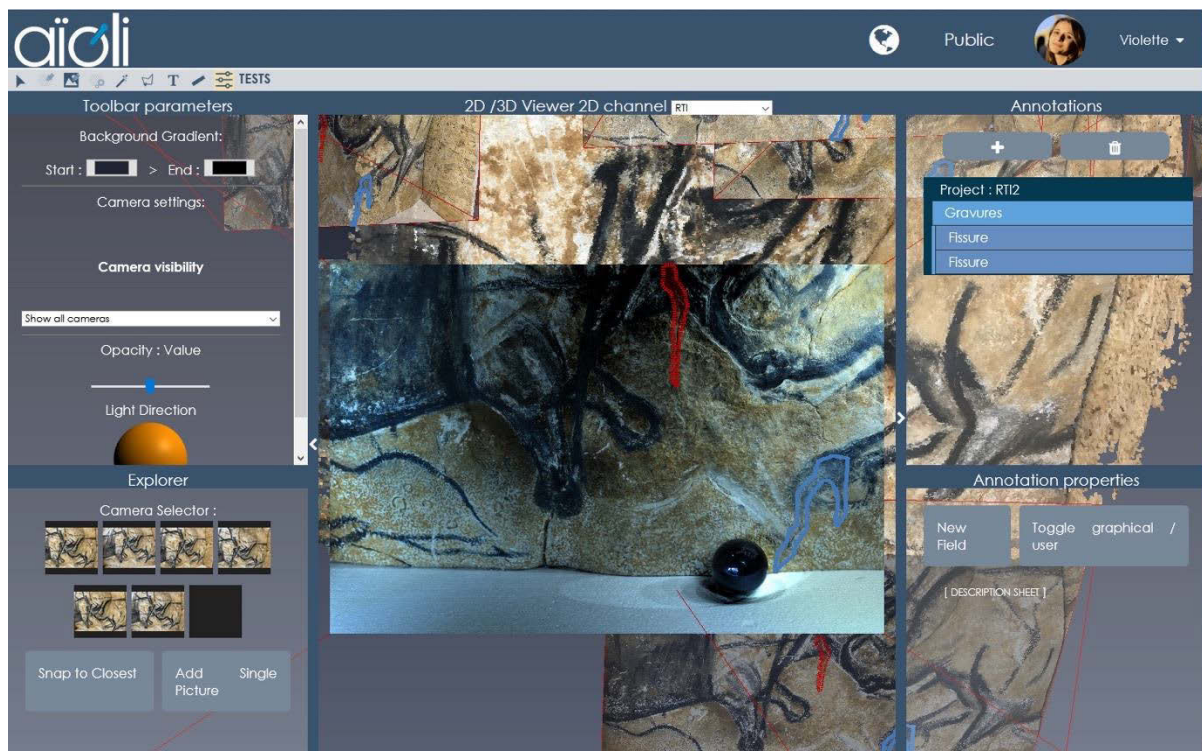 aïoli
Public
Violette
T
TESTS
Toolbar parameters
Background Gradient:
Start : > End :
Camera settings:
Camera visibility
Show all cameras
Opacity : Value
Light Direction
Explorer
Camera Selector :
Snap to Closest
Add Single
Picture
2D /3D Viewer 2D channel RTI
Annotations
+
Project : RTI2
Gravures
Fissure
Fissure
Annotation properties
New
Field
Toggle graphical /
user
[ DESCRIPTION SHEET ]